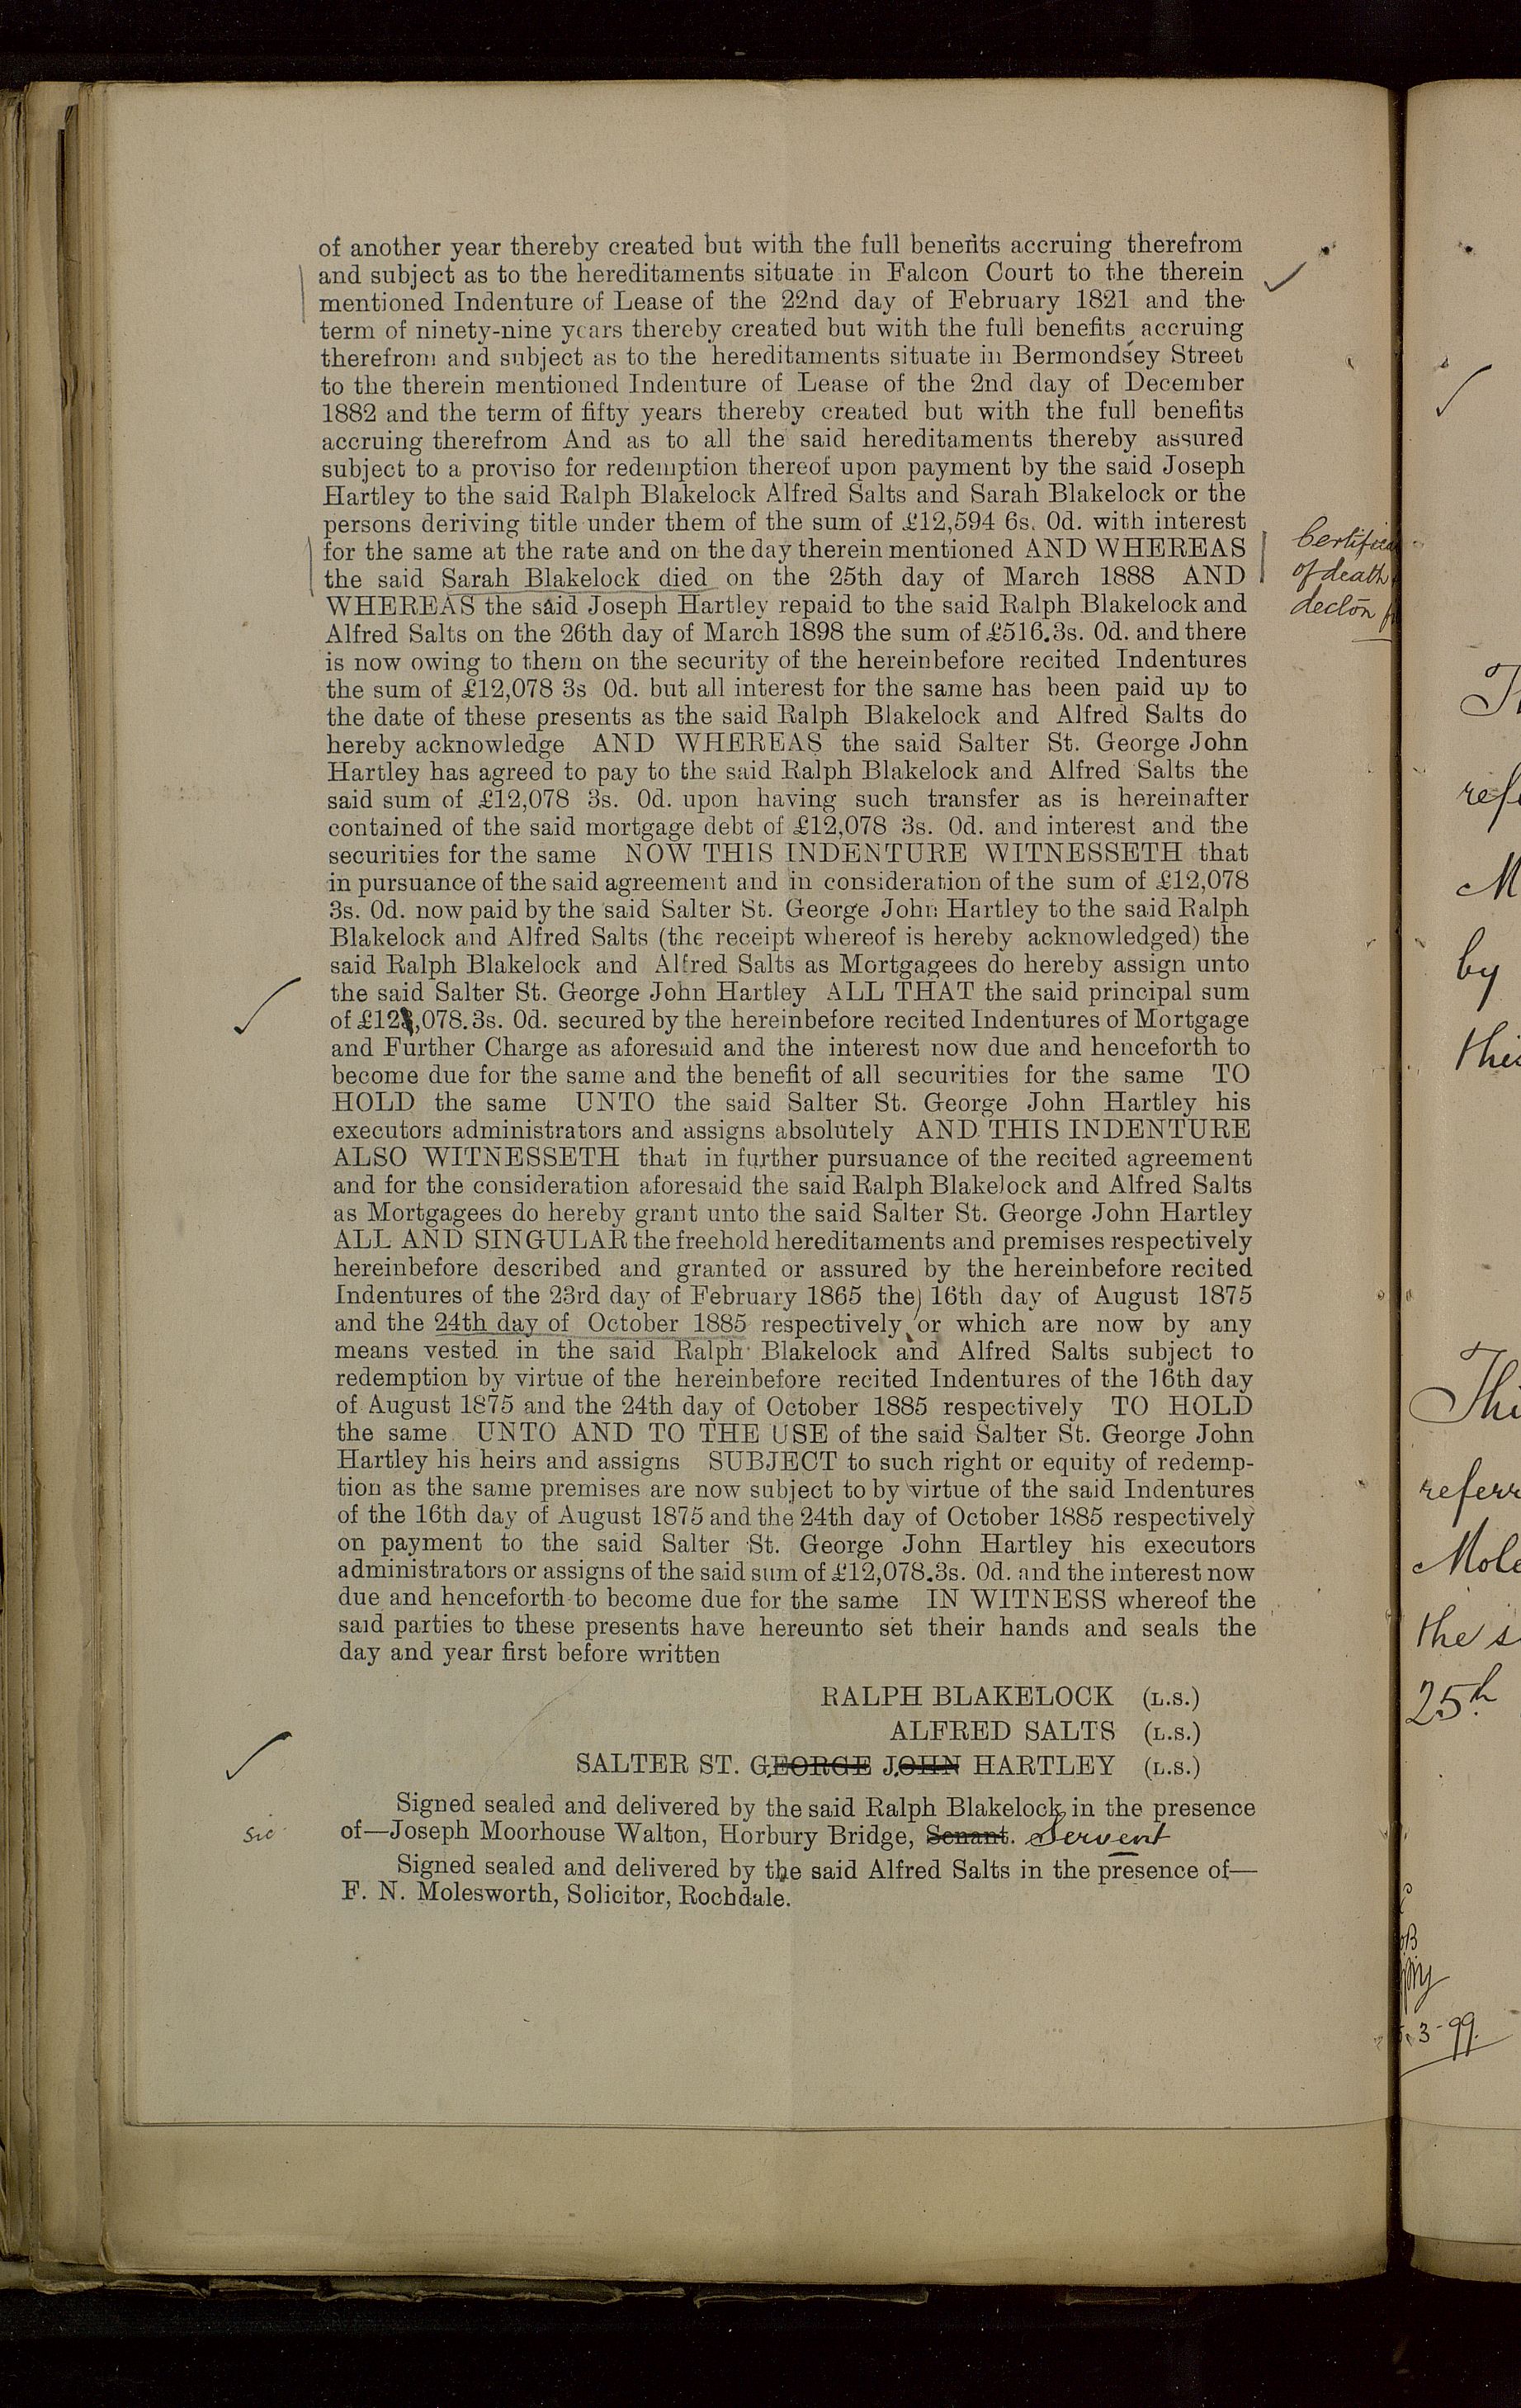 of another year thereby created but with the full benefits accruing therefrom
and subject as to the hereditaments situate in Falcon Court to the therein
mentioned Indenture of Lease of the 22nd day of February 1821 and the
term of ninety-nine years thereby created but with the full benefits accruing
therefrom and subject as to the hereditaments situate in Bermondsey Street
to the therein mentioned Indenture of Lease of the 2nd day of December
1882 and the term of fifty years thereby created but with the full benefits
accruing therefrom And as to all the said hereditaments thereby assured
subject to a proviso for redemption thereof upon payment by the said Joseph
Hartley to the said Ralph Blakelock Alfred Salts and Sarah Blakelock or the
persons deriving title under them of the sum of £12,594 6s. 0d. with interest
for the same at the rate and on the day therein mentioned AND WHEREAS
the said Sarah Blakelock died on the 25th day of March 1888 AND
WHEREAS the said Joseph Hartley repaid to the said Ralph Blakelock and
Alfred Salts on the 26th day of March 1898 the sum of £516.3s. 0d. and there
is now owing to them on the security of the hereinbefore recited Indentures
the sum of £12,078 3s 0d. but all interest for the same has been paid up to
the date of these presents as the said Ralph Blakelock and Alfred Salts do
hereby acknowledge AND WHEREAS the said Salter St. George John
Hartley has agreed to pay to the said Ralph Blakelock and Alfred Salts the
said sum of £12,078 3s. 0d. upon having such transfer as is hereinafter
contained of the said mortgage debt of £12,078 3s. 0d. and interest and the
securities for the same NOW THIS INDENTURE WITNESSETH that
in pursuance of the said agreement and in consideration of the sum of £12,078
3s. 0d. now paid by the said Salter St. George John Hartley to the said Ralph
Blakelock and Alfred Salts (the receipt whereof is hereby acknowledged) the
said Ralph Blakelock and Alfred Salts as Mortgagees do hereby assign unto
the said Salter St. George John Hartley ALL THAT the said principal sum
of £12,078.3s. 0d. secured by the hereinbefore recited Indentures of Mortgage
and Further Charge as aforesaid and the interest now due and henceforth to
become due for the same and the benefit of all securities for the same TO
HOLD the same UNTO the said Salter St. George John Hartley his
executors administrators and assigns absolutely AND THIS INDENTURE
ALSO WITNESSETH that in further pursuance of the recited agreement
and for the consideration aforesaid the said Ralph Blakelock and Alfred Salts
as Mortgagees do hereby grant unto the said Salter St. George John Hartley
ALL AND SINGULAR the freehold hereditaments and premises respectively
hereinbefore described and granted or assured by the hereinbefore recited
Indentures of the 23rd day of February 1865 the 16th day of August 1875
and the 24th day of October 1885 respectively or which are now by any
means vested in the said Ralph Blakelock and Alfred Salts subject to
redemption by virtue of the hereinbefore recited Indentures of the 16th day
of August 1875 and the 24th day of October 1885 respectively TO HOLD
the same UNTO AND TO THE USE of the said Salter St. George John
Hartley his heirs and assigns SUBJECT to such right or equity of redemp-
tion as the same premises are now subject to by virtue of the said Indentures
of the 16th day of August 1875 and the 24th day of October 1885 respectively
on payment to the said Salter St. George John Hartley his executors
administrators or assigns of the said sum of £12,078.3s. 0d. and the interest now
due and henceforth to become due for the same IN WITNESS whereof the
said parties to these presents have hereunto set their hands and seals the
day and year first before written
RALPH BLAKELOCK (L.S.)
ALFRED SALTS (L.S.)
SALTER ST. GEORGE JOHN HARTLEY (L.S.)
Signed sealed and delivered by the said Ralph Blakelock in the presence
sic of—Joseph Moorhouse Walton, Horbury Bridge, Senant. Servent
Signed sealed and delivered by the said Alfred Salts in the presence of—
F. N. Molesworth, Solicitor, Rochdale.
of death
declōn
by
25th
3-99.